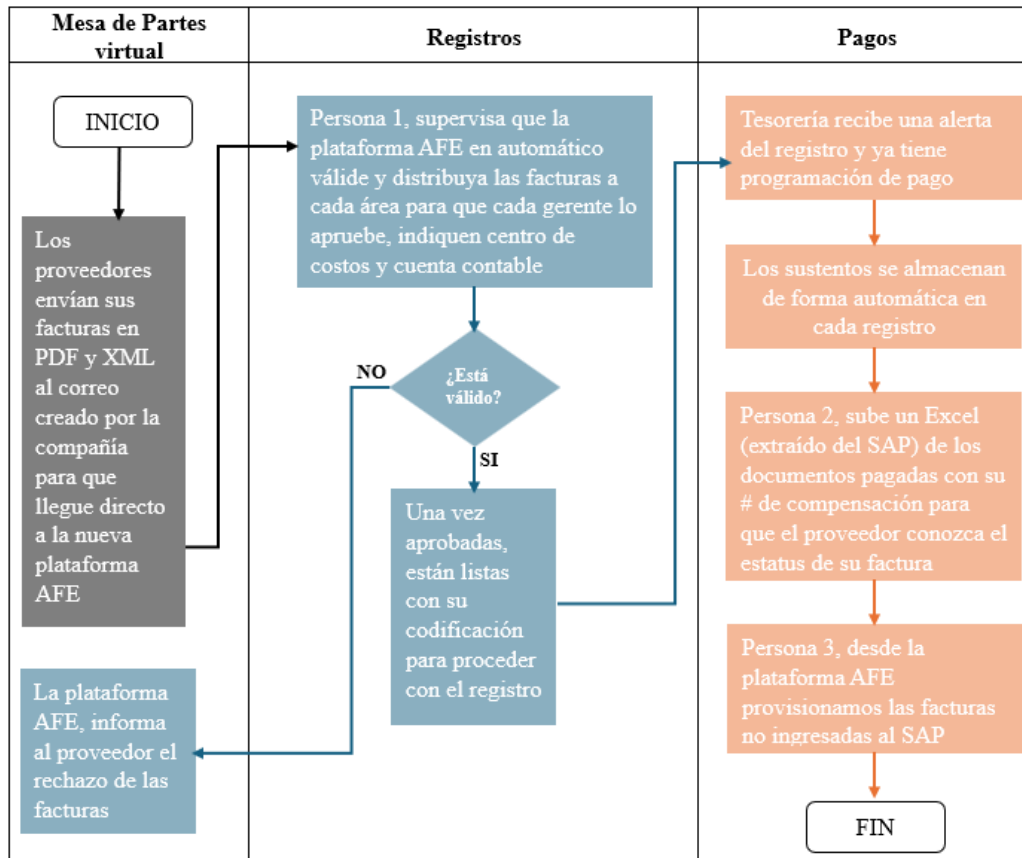 Mesa de Partes
virtual
Registros
Pagos
INICIO
Los
proveedores
envían sus
facturas en
PDF y XML
al correo
creado por la
compañía
para que
llegue directo
a la nueva
plataforma
AFE
La plataforma
AFE, informa
al proveedor el
rechazo de las
facturas
Persona 1, supervisa que la
plataforma AFE en automático
válide y distribuya las facturas a
cada área para que cada gerente lo
apruebe, indiquen centro de
costos y cuenta contable
¿Está
válido?
NO
SI
Una vez
aprobadas,
están listas
con su
codificación
para proceder
con el registro
Tesorería recibe una alerta
del registro y ya tiene
programación de pago
Los sustentos se almacenan
de forma automática en
cada registro
Persona 2, sube un Excel
(extraído del SAP) de los
documentos pagadas con su
# de compensación para
que el proveedor conozca el
estatus de su factura
Persona 3, desde la
plataforma AFE
provisionamos las facturas
no ingresadas al SAP
FIN